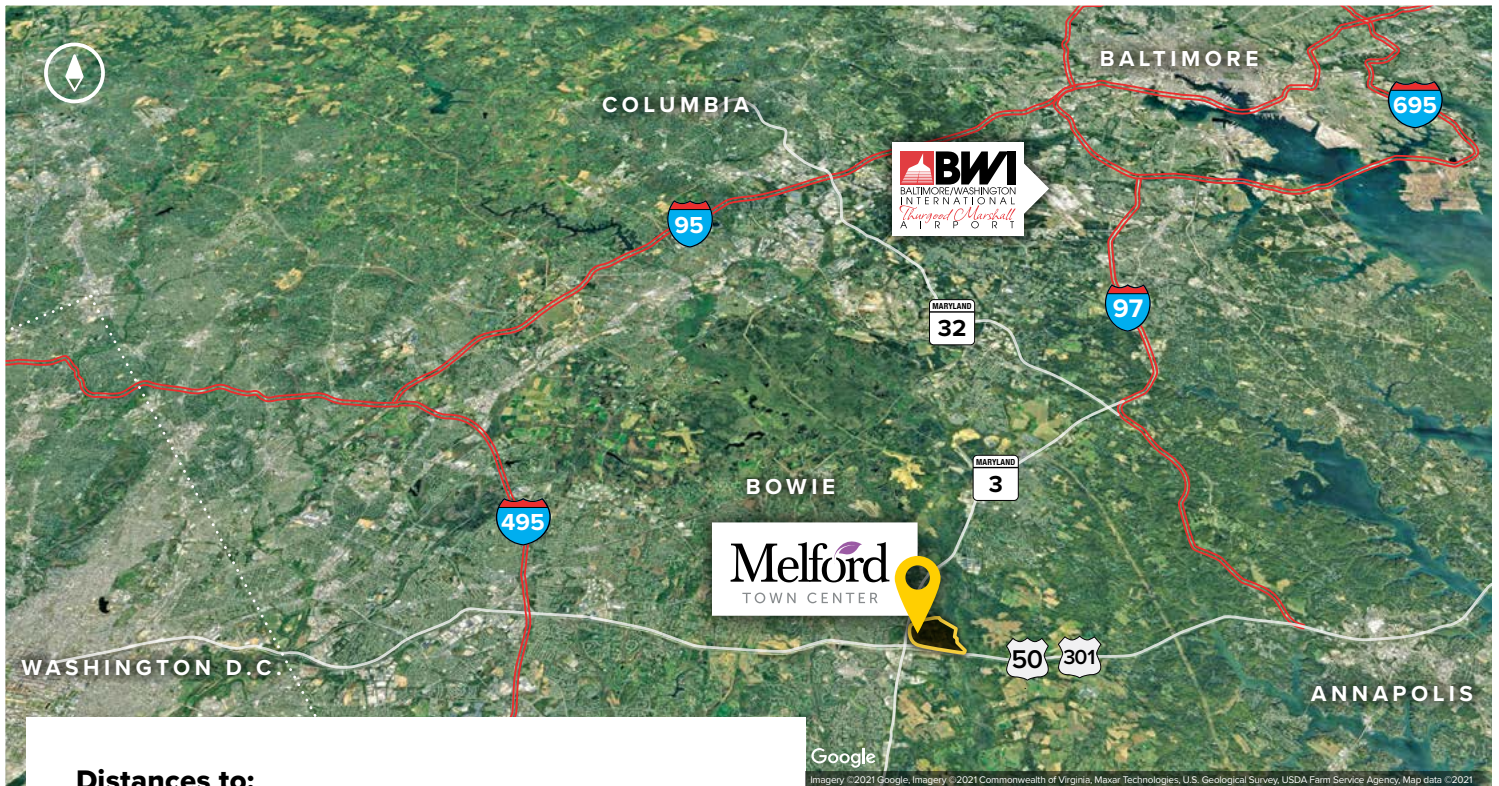 BALTIMORE
COLUMBIA
695
BWI
BALTIMORE/WASHINGTON
INTERNATIONAL
Thurgood Marshall
AIRPORT
95
97
MARYLAND
32
MARYLAND
3
BOWIE
495
Melford
TOWN CENTER
50
301
WASHINGTON D.C.
ANNAPOLIS
Google
Imagery ©2021 Google, Imagery ©2021 Commonwealth of Virginia, Maxar Technologies, U.S. Geological Survey, USDA Farm Service Agency, Map data ©2021
Distances to: